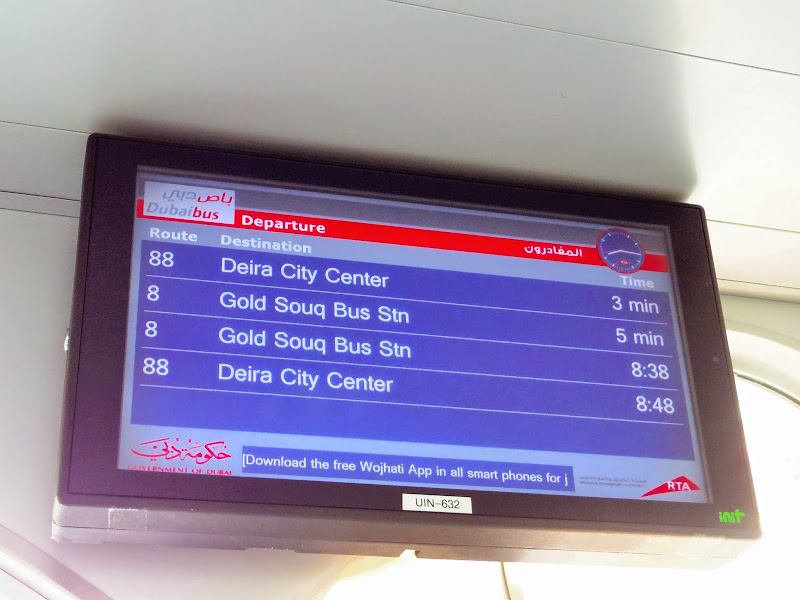 باص دبي
Dubaibus
Departure
المغادرون
Route Destination Time
88 Deira City Center 3 min
8 Gold Souq Bus Stn 5 min
8 Gold Souq Bus Stn 8:38
88 Deira City Center 8:48
حكومة دبي
GOVERNMENT OF DUBAI
[Download the free Wojhati App in all smart phones for j
RTA
UIN-632
init